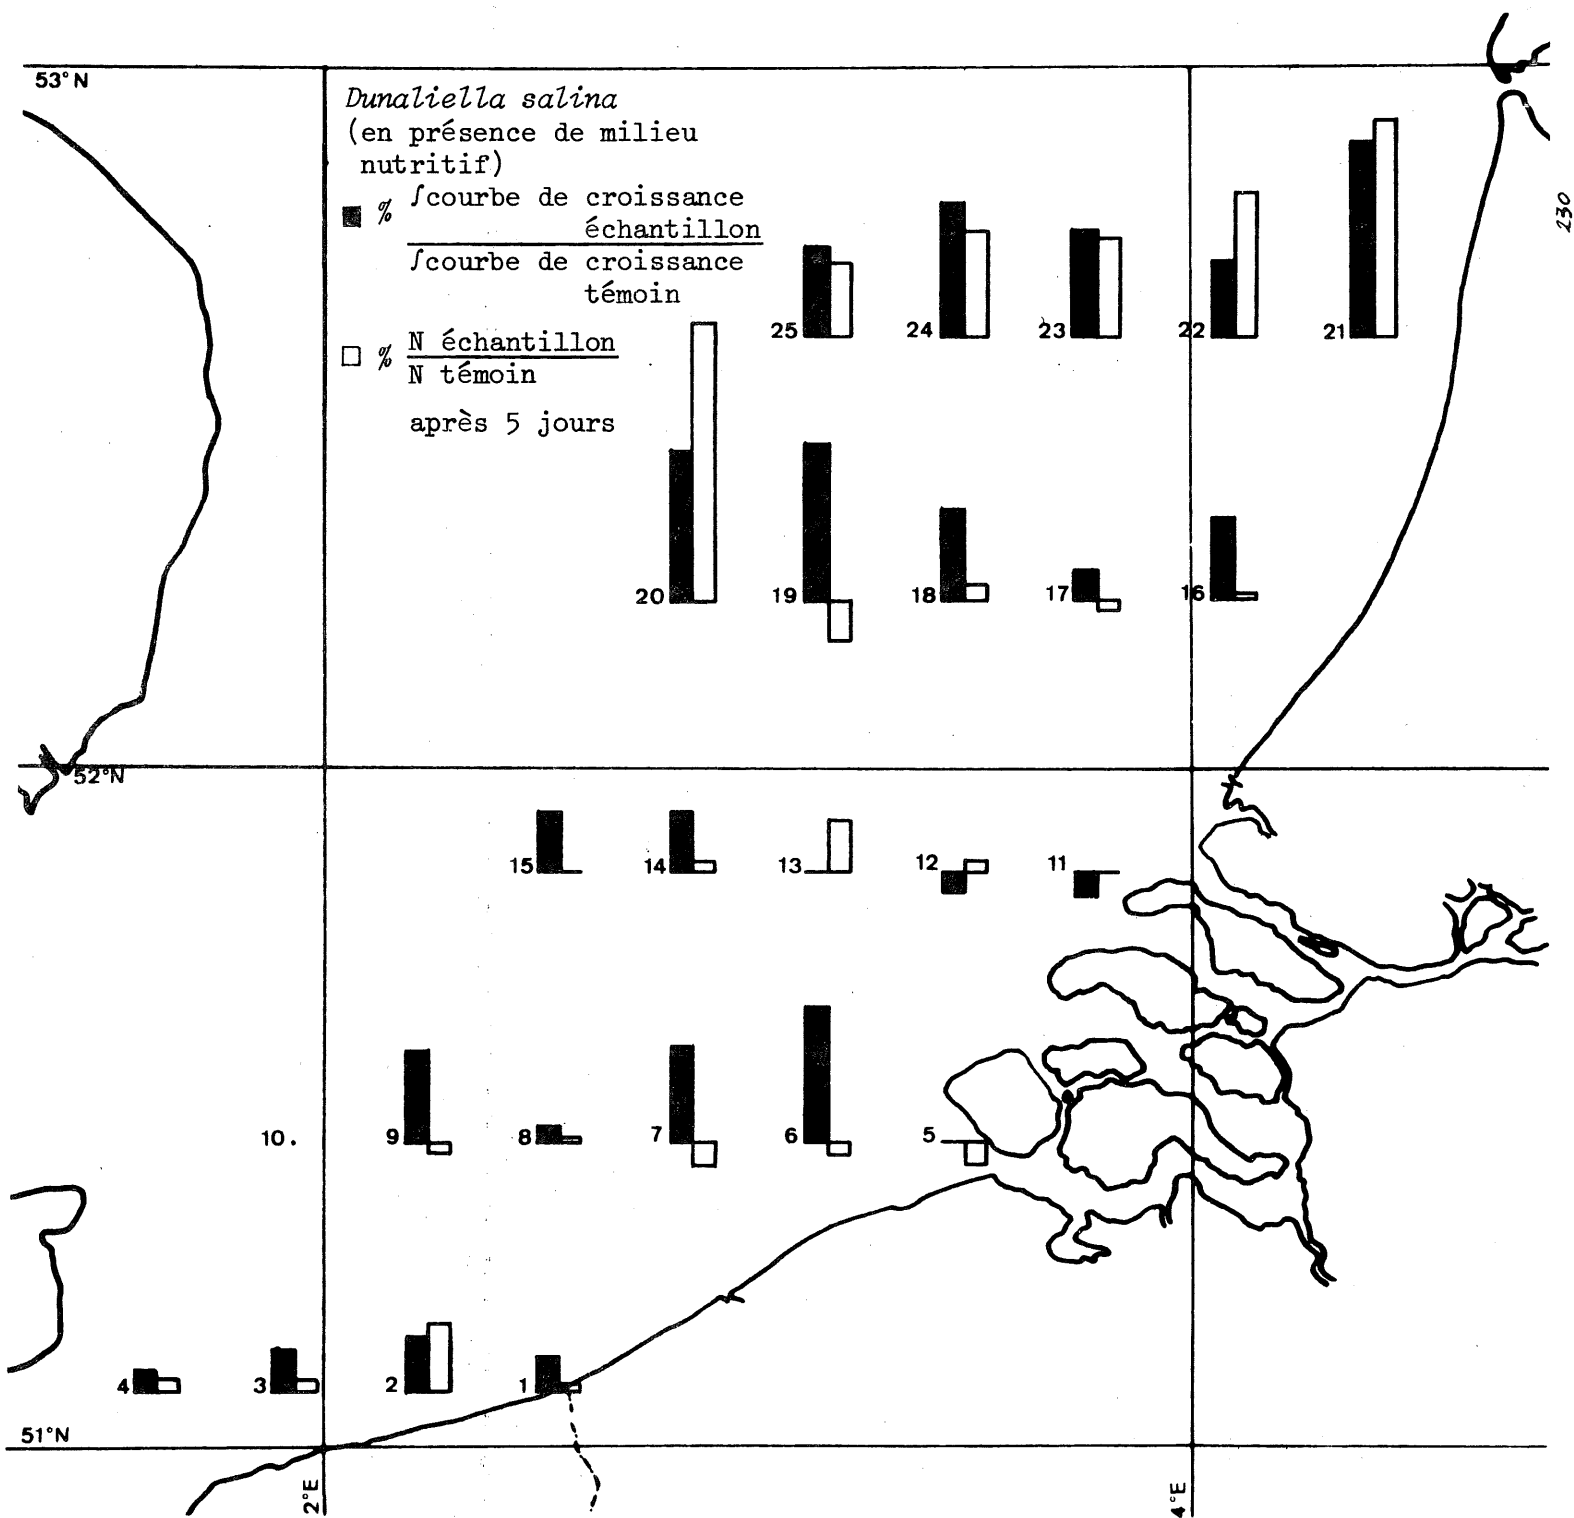 53°N
Dunaliella salina
(en présence de milieu
nutritif)
% ∫courbe de croissance
échantillon
∫courbe de croissance
témoin
% N échantillon
N témoin
après 5 jours
230
25 24 23 22 21
20 19 18 17 16
52°N
15 14 13 12 11
10. 9 8 7 6 5
4 3 2 1
51°N
2°E
4°E